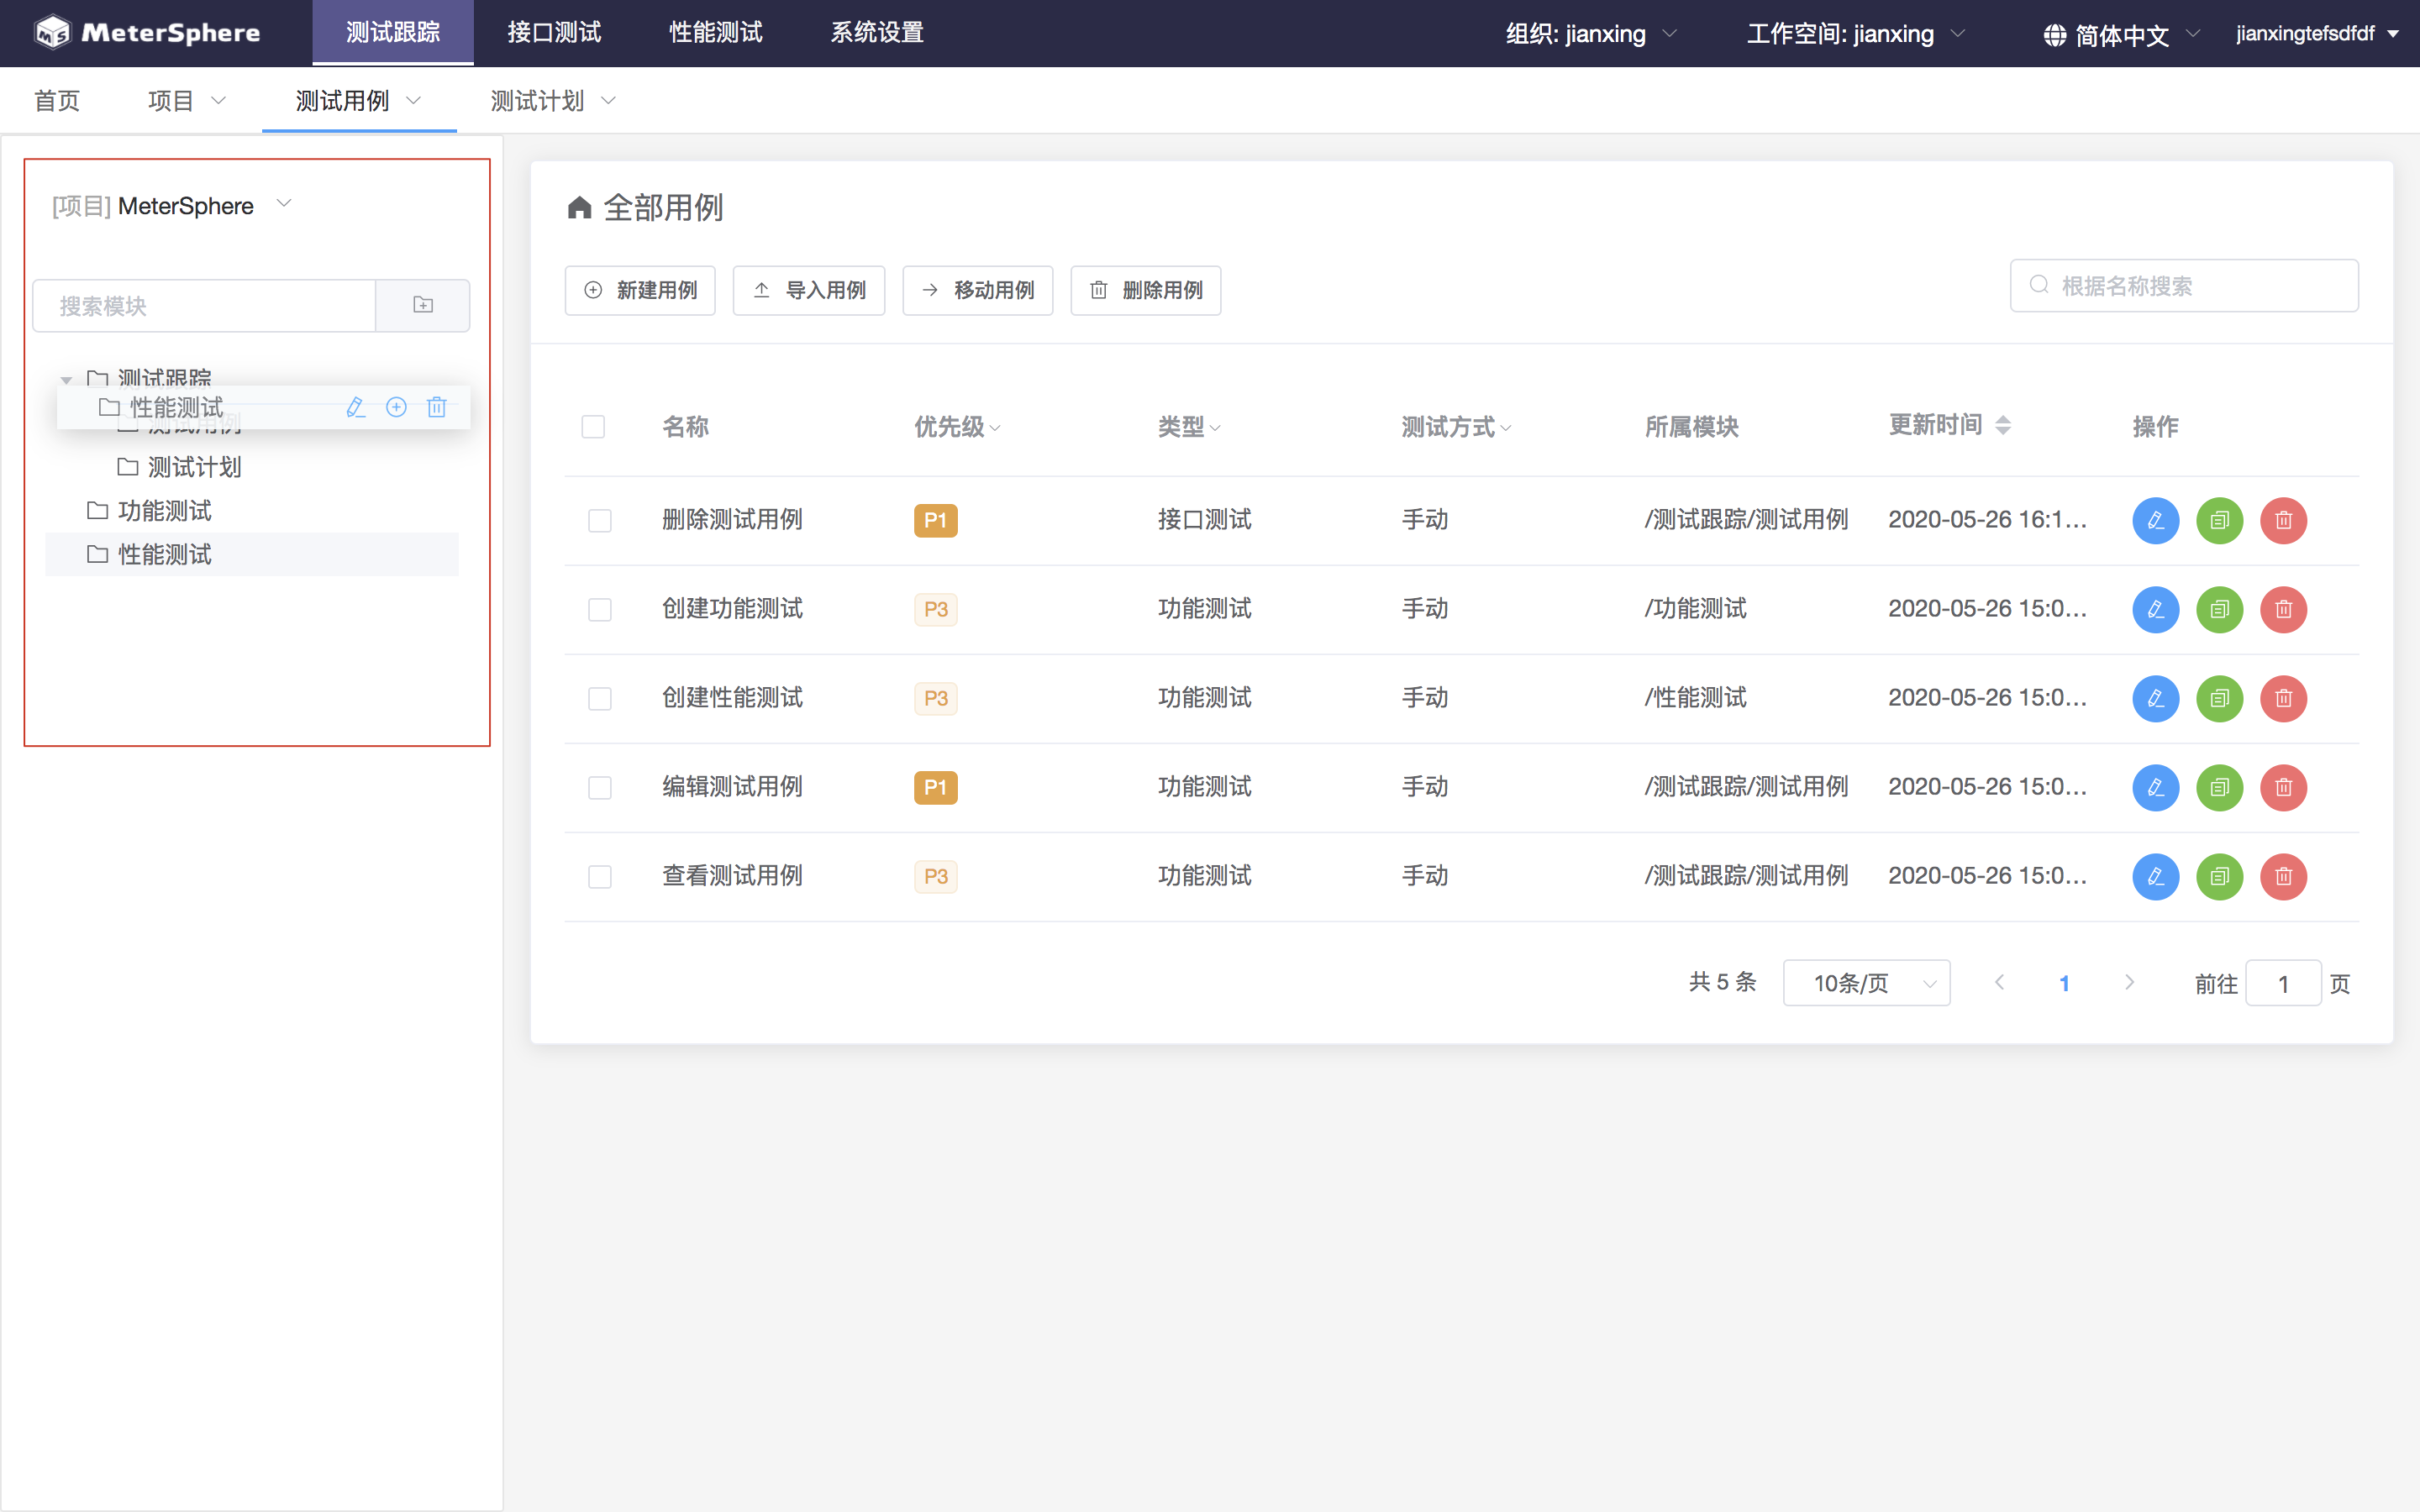 MeterSphere 测试跟踪 接口测试 性能测试 系统设置 组织: jianxing 工作空间: jianxing 简体中文 jianxingtefsdfdf
首页 项目 测试用例 测试计划
[项目] MeterSphere
搜索模块
测试跟踪
性能测试
测试用例
测试计划
功能测试
性能测试
全部用例
新建用例 导入用例 移动用例 删除用例 根据名称搜索
名称 优先级 类型 测试方式 所属模块 更新时间 操作
删除测试用例 P1 接口测试 手动 /测试跟踪/测试用例 2020-05-26 16:1...
创建功能测试 P3 功能测试 手动 /功能测试 2020-05-26 15:0...
创建性能测试 P3 功能测试 手动 /性能测试 2020-05-26 15:0...
编辑测试用例 P1 功能测试 手动 /测试跟踪/测试用例 2020-05-26 15:0...
查看测试用例 P3 功能测试 手动 /测试跟踪/测试用例 2020-05-26 15:0...
共 5 条 10条/页 1 前往 1 页